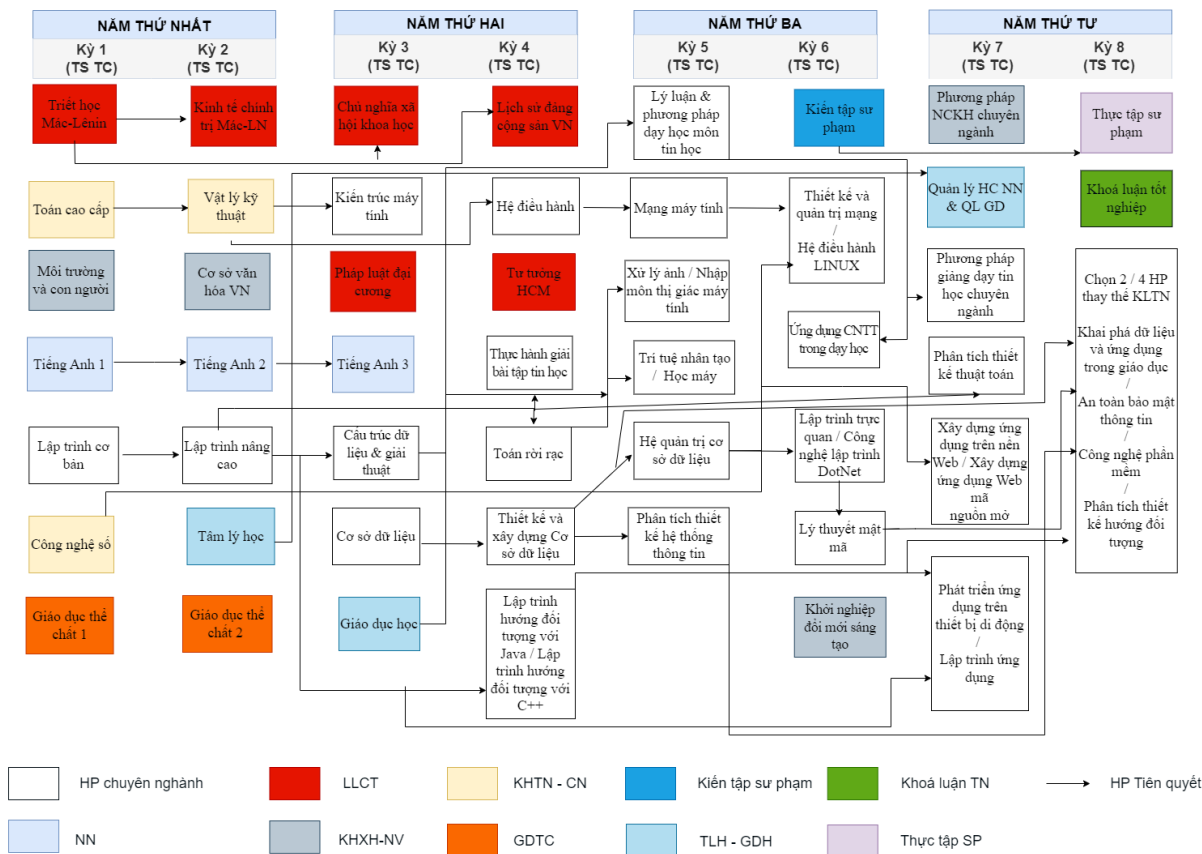 NĂM THỨ NHẤT
NĂM THỨ HAI
NĂM THỨ BA
NĂM THỨ TƯ
Kỳ 1
(TS TC)
Kỳ 2
(TS TC)
Kỳ 3
(TS TC)
Kỳ 4
(TS TC)
Kỳ 5
(TS TC)
Kỳ 6
(TS TC)
Kỳ 7
(TS TC)
Kỳ 8
(TS TC)
Triết học
Mác-Lênin
Kinh tế chính
trị Mác-LN
Chủ nghĩa xã
hội khoa học
Lịch sử đảng
cộng sản VN
Lý luận &
phương pháp
dạy học môn
tin học
Kiến tập sư
phạm
Phương pháp
NCKH chuyên
ngành
Thực tập sư
phạm
Toán cao cấp
Vật lý kỹ
thuật
Kiến trúc máy
tính
Hệ điều hành
Mạng máy tính
Thiết kế và
quản trị mạng
/
Hệ điều hành
LINUX
Quản lý HC NN
& QL GD
Khoá luận tốt
nghiệp
Môi trường
và con người
Cơ sở văn
hóa VN
Pháp luật đại
cương
Tư tưởng
HCM
Xử lý ảnh / Nhập
môn thị giác máy
tính
Phương pháp
giảng dạy tin
học chuyên
ngành
Chọn 2 / 4 HP
thay thế KLTN
Khai phá dữ liệu
và ứng dụng
trong giáo dục
/
An toàn bảo mật
thông tin
/
Công nghệ phần
mềm
/
Phân tích thiết
kế hướng đối
tượng
Tiếng Anh 1
Tiếng Anh 2
Tiếng Anh 3
Thực hành giải
bài tập tin học
Trí tuệ nhân tạo
/ Học máy
Ứng dụng CNTT
trong dạy học
Phân tích thiết
kế thuật toán
Lập trình cơ
bản
Lập trình nâng
cao
Cấu trúc dữ
liệu & giải thuật
Toán rời rạc
Hệ quản trị cơ
sở dữ liệu
Lập trình trực
quan / Công
nghệ lập trình
DotNet
Xây dựng ứng
dụng trên nền
Web / Xây dựng
ứng dụng Web
mã
nguồn mở
Công nghệ số
Tâm lý học
Cơ sở dữ liệu
Thiết kế và
xây dựng Cơ
sở dữ liệu
Phân tích thiết
kế hệ thống
thông tin
Lý thuyết mật
mã
Giáo dục thể
chất 1
Giáo dục thể
chất 2
Giáo dục học
Lập trình
hướng đối
tượng với
Java / Lập
trình hướng
đối tượng với
C++
Khởi nghiệp
đổi mới sáng
tạo
Phát triển ứng
dụng trên
thiết bị di động
/
Lập trình ứng
dụng
HP chuyên nghành
LLCT
KHTN - CN
Kiến tập sư phạm
Khoá luận TN
HP Tiên quyết
NN
KHXH-NV
GDTC
TLH - GDH
Thực tập SP